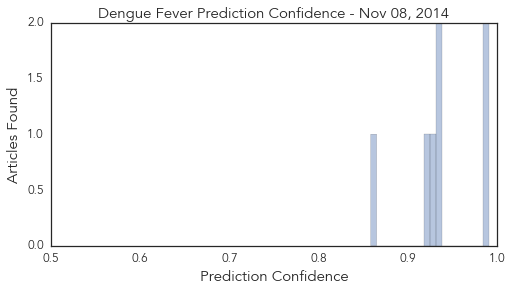 Dengue Fever Prediction Confidence - Nov 08, 2014
2.0
1.5
1.0
0.5
0.0
Articles Found
0.5 0.6 0.7 0.8 0.9 1.0
Prediction Confidence